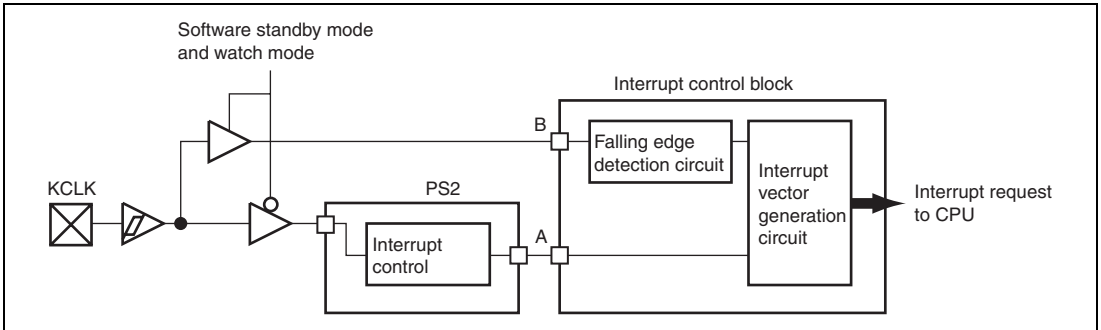 Software standby mode
and watch mode
Interrupt control block
B
Falling edge
detection circuit
KCLK
PS2
Interrupt
vector
generation
circuit
Interrupt request
to CPU
A
Interrupt
control